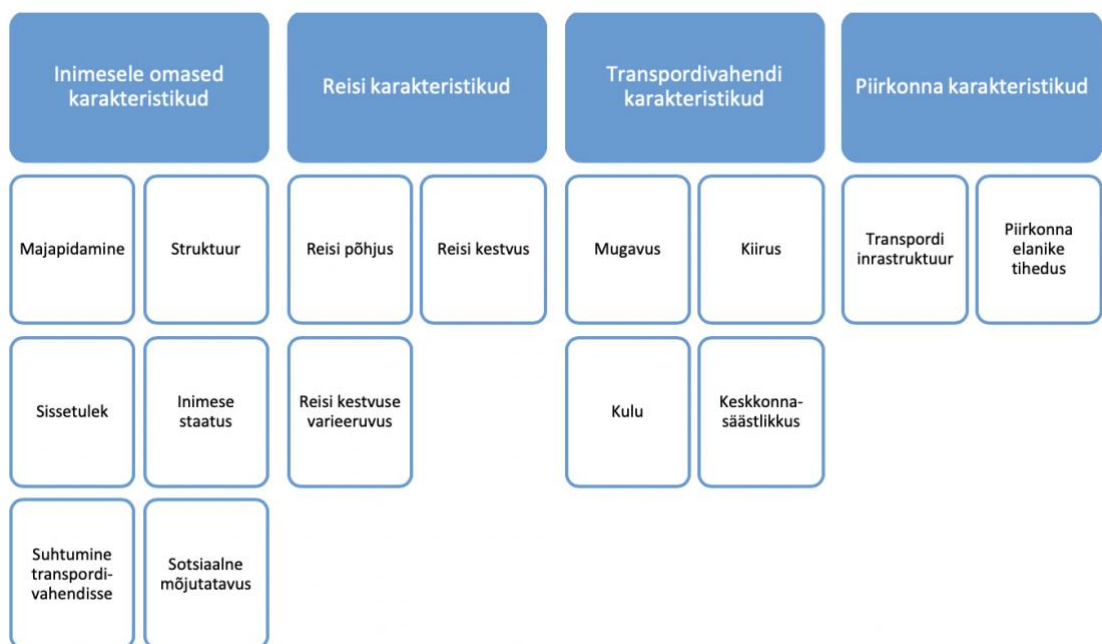 Inimesele omased
karakteristikud
Reisi karakteristikud
Transpordivahendi
karakteristikud
Piirkonna karakteristikud
Majapidamine
Struktuur
Reisi põhjus
Reisi kestvus
Mugavus
Kiirus
Transpordi
inrastruktuur
Piirkonna
elanike
tihedus
Sissetulek
Inimese
staatus
Reisi kestvuse
varieeruvus
Kulu
Keskkonna-
säästlikkus
Suhtumine
transpordi-
vahendisse
Sotsiaalne
mõjutatavus